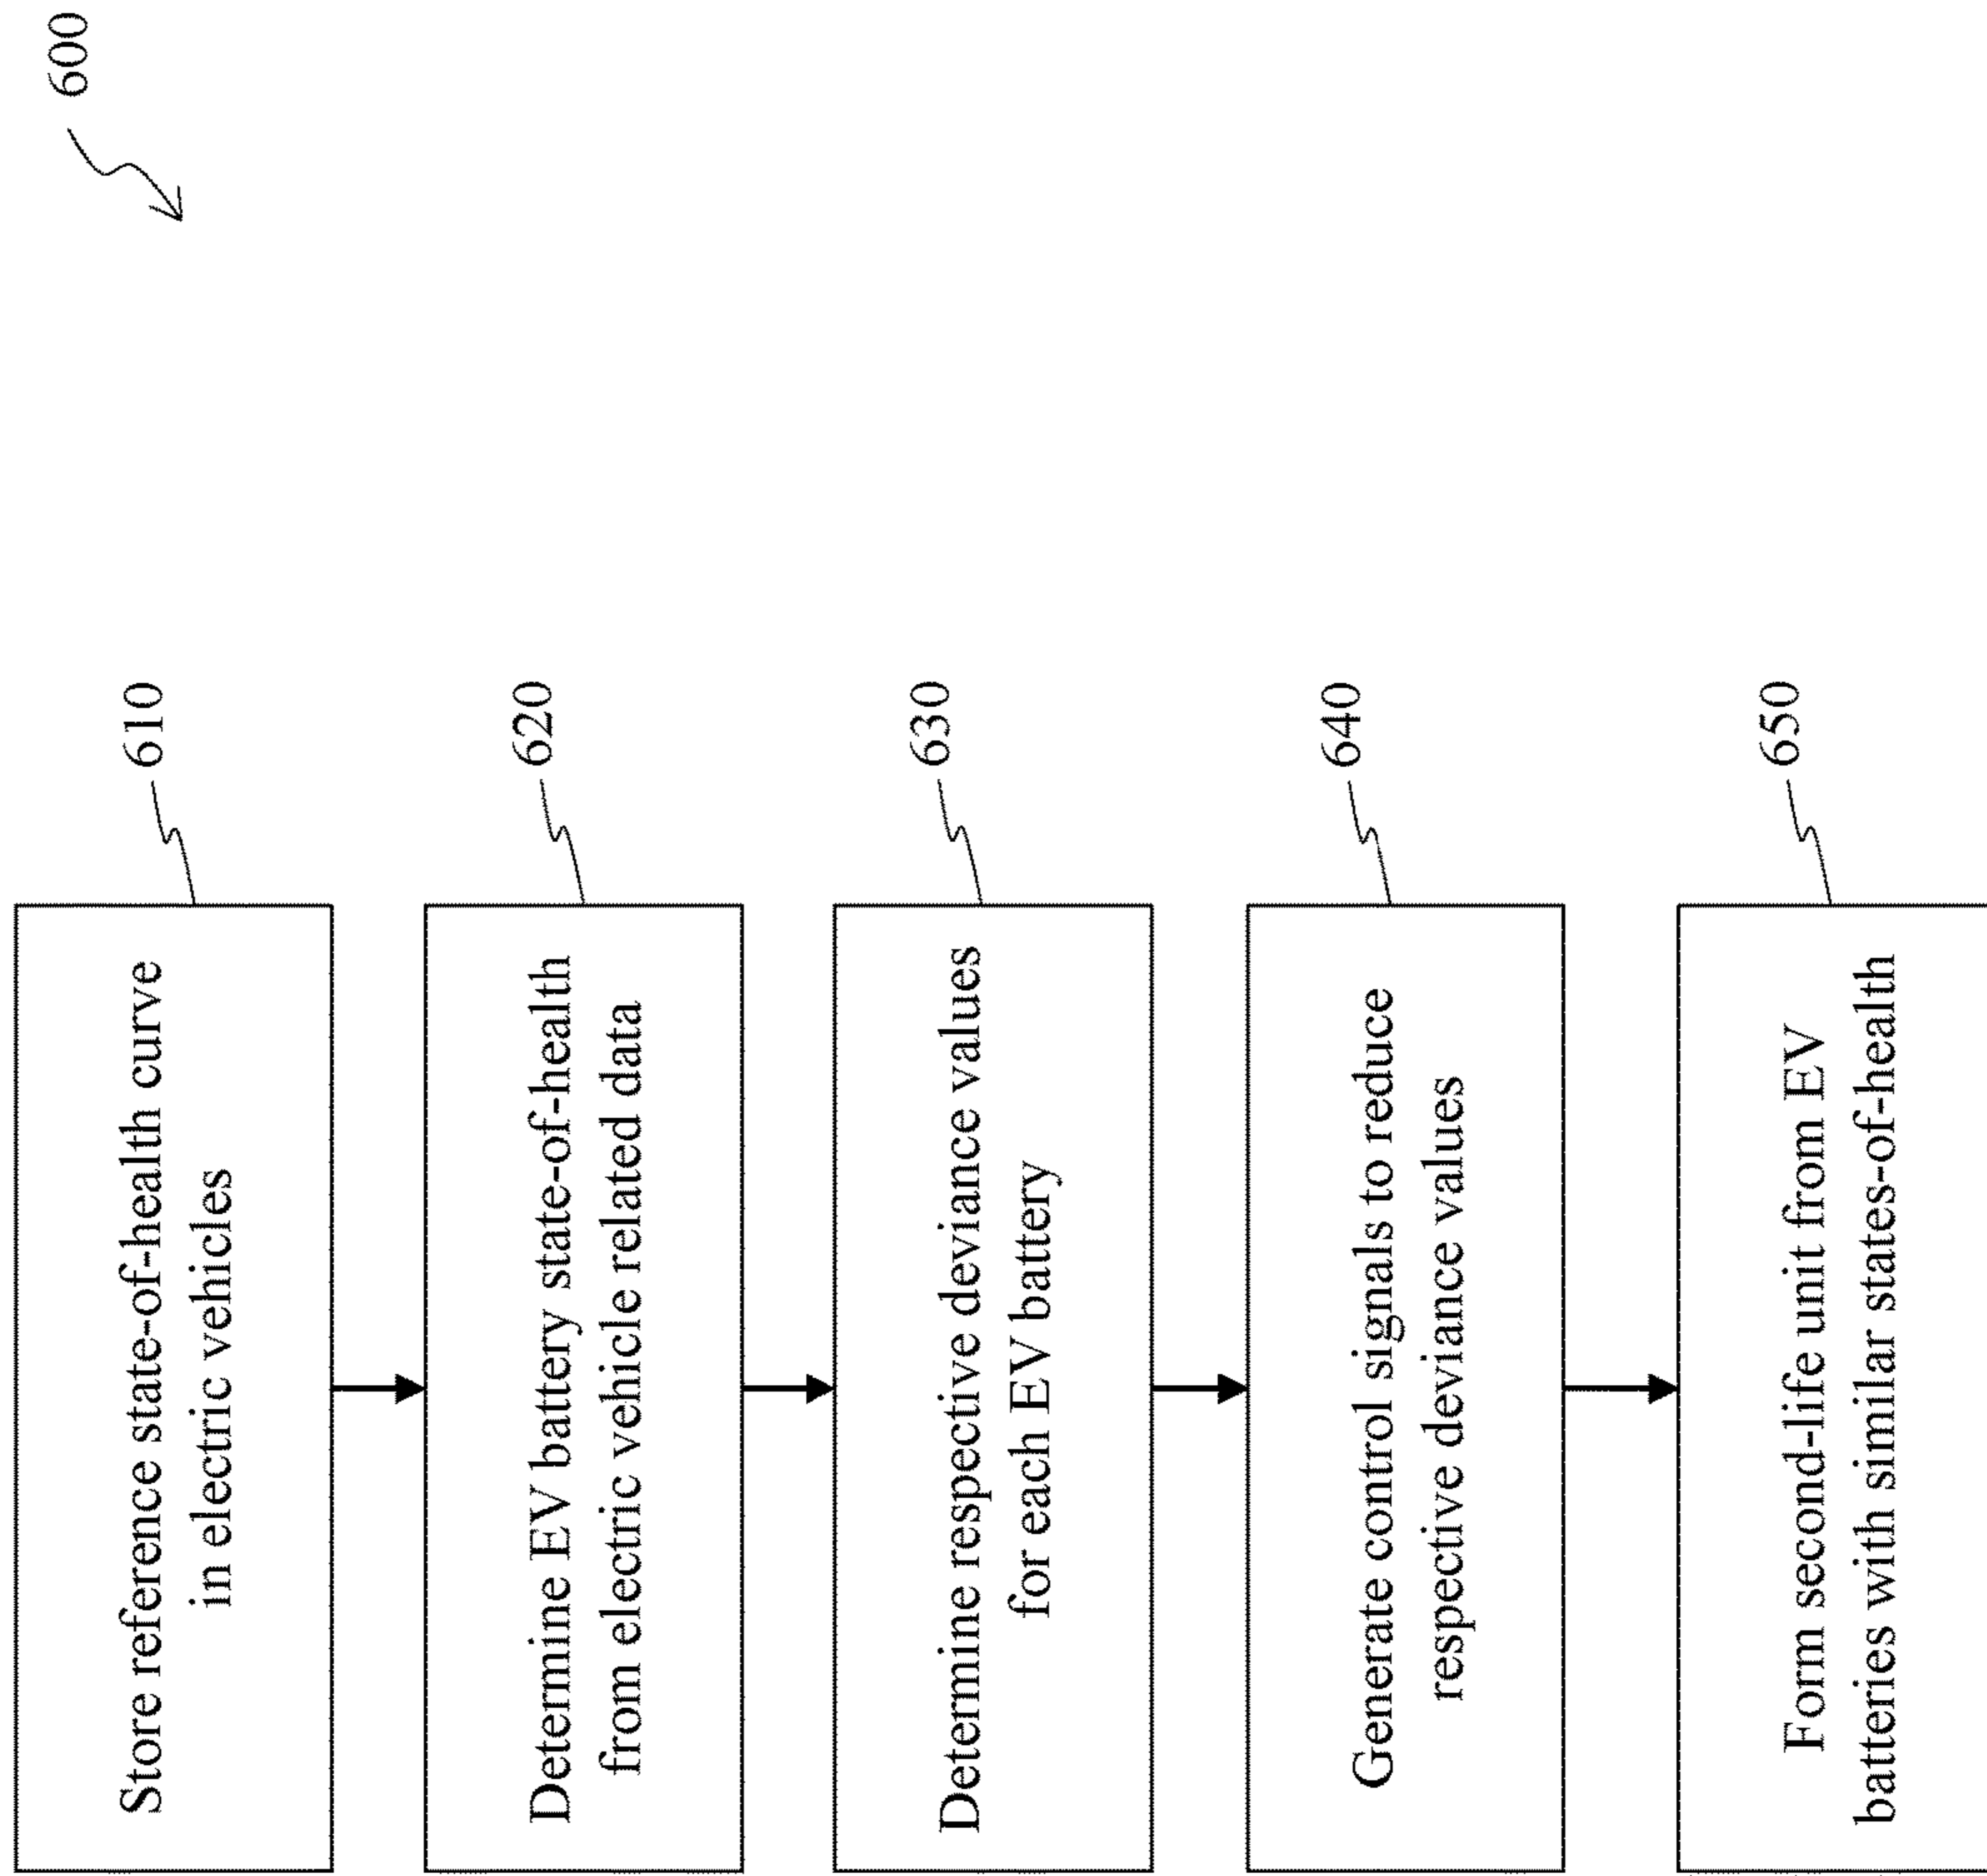 600
Store reference state-of-health curve
in electric vehicles
610
Determine EV battery state-of-health
from electric vehicle related data
620
Determine respective deviance values
for each EV battery
630
Generate control signals to reduce
respective deviance values
640
Form second-life unit from EV
batteries with similar states-of-health
650